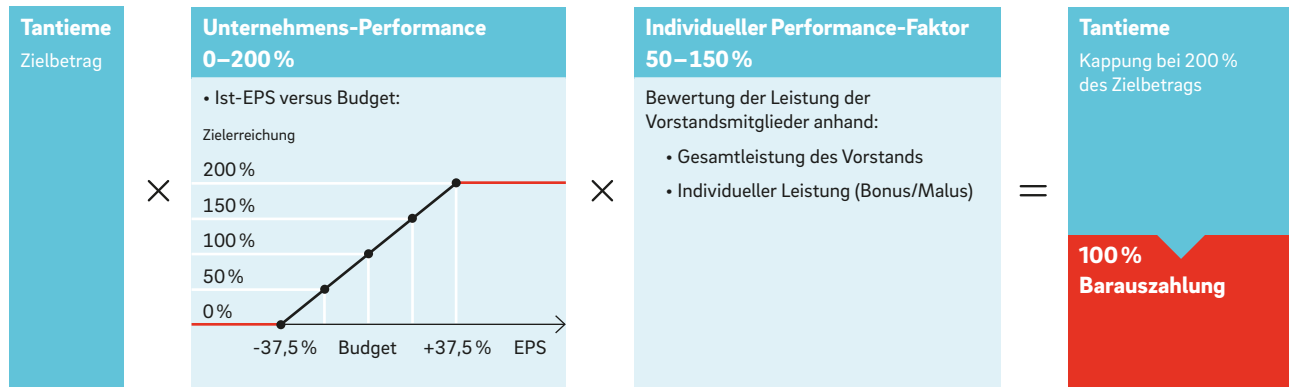 Tantieme
Zielbetrag
×
Unternehmens-Performance
0–200 %
• Ist-EPS versus Budget:
Zielerreichung
200 %
150 %
100 %
50 %
0 %
-37,5 %
Budget
+37,5 %
EPS
×
Individueller Performance-Faktor
50–150 %
Bewertung der Leistung der
Vorstandsmitglieder anhand:
• Gesamtleistung des Vorstands
• Individueller Leistung (Bonus/Malus)
=
Tantieme
Kappung bei 200 %
des Zielbetrags
100 %
Barauszahlung